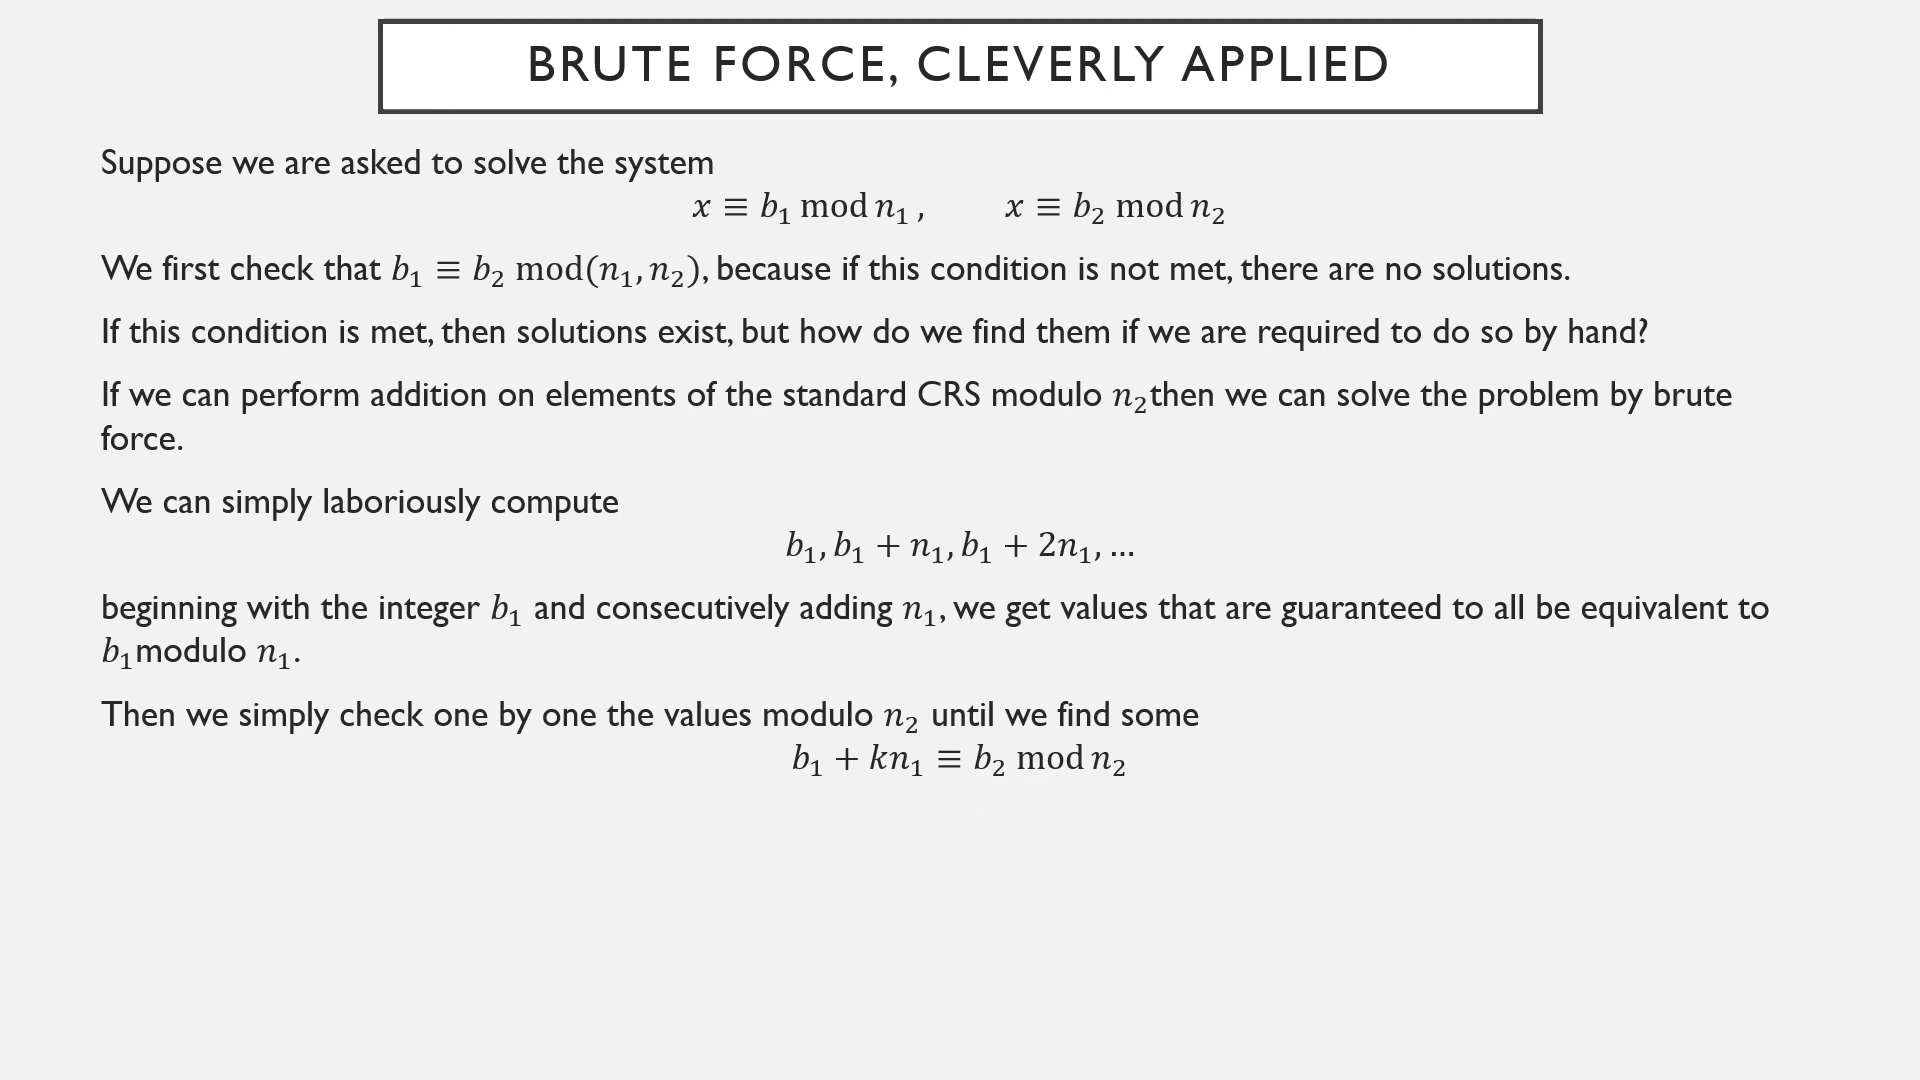 BRUTE FORCE, CLEVERLY APPLIED
Suppose we are asked to solve the system
x ≡ b₁ mod n₁ ,  x ≡ b₂ mod n₂
We first check that b₁ ≡ b₂ mod(n₁, n₂), because if this condition is not met, there are no solutions.
If this condition is met, then solutions exist, but how do we find them if we are required to do so by hand?
If we can perform addition on elements of the standard CRS modulo n₂then we can solve the problem by brute
force.
We can simply laboriously compute
b₁, b₁ + n₁, b₁ + 2n₁, …
beginning with the integer b₁ and consecutively adding n₁, we get values that are guaranteed to all be equivalent to
b₁modulo n₁.
Then we simply check one by one the values modulo n₂ until we find some
b₁ + kn₁ ≡ b₂ mod n₂